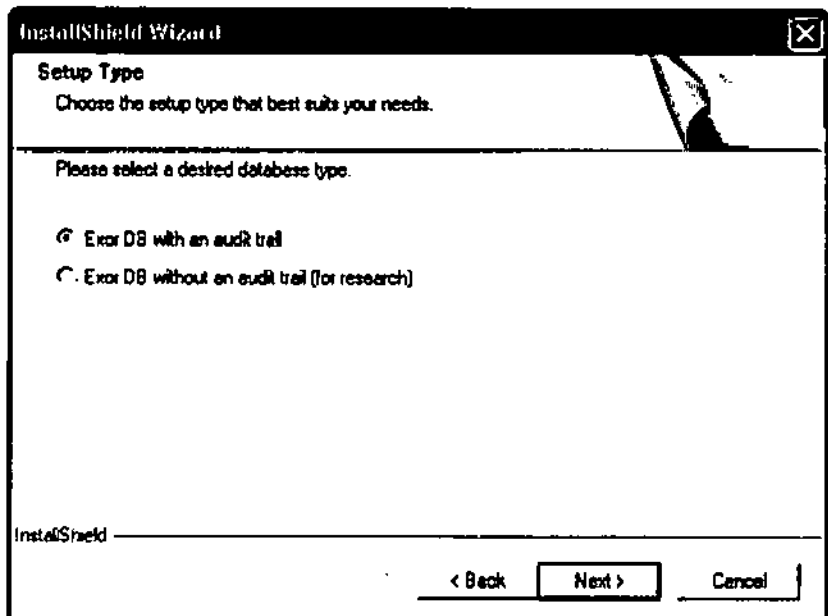 InstallShield Wizard
Setup Type
Choose the setup type that best suits your needs.
Please select a desired database type.
Exor DB with an audit trail
Exor DB without an audit trail (for research)
InstallShield
< Back Next > Cancel